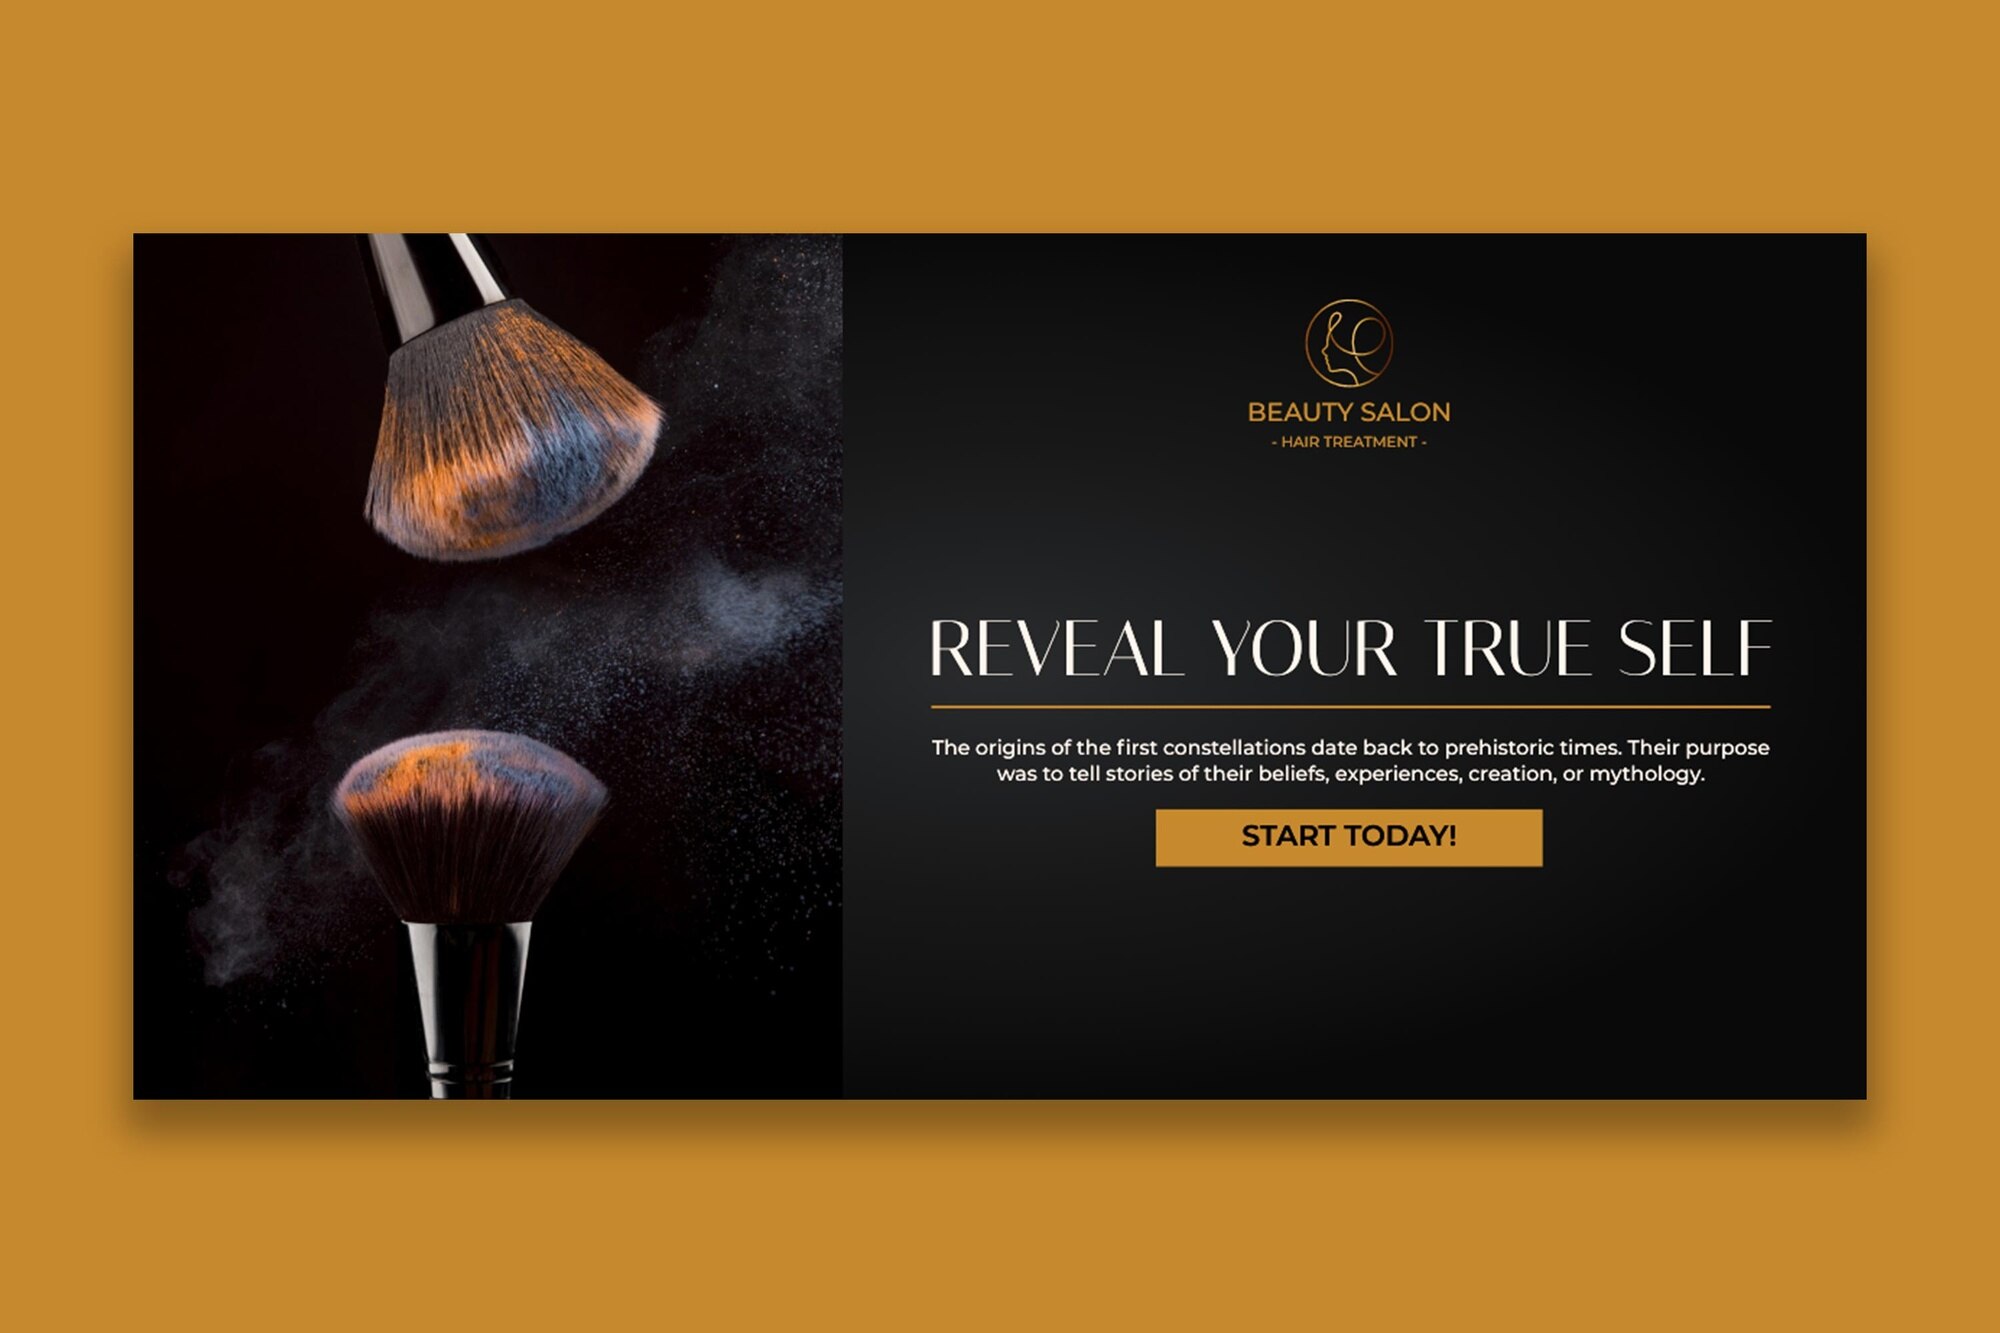 BEAUTY SALON
- HAIR TREATMENT -
REVEAL YOUR TRUE SELF
The origins of the first constellations date back to prehistoric times. Their purpose
was to tell stories of their beliefs, experiences, creation, or mythology.
START TODAY!